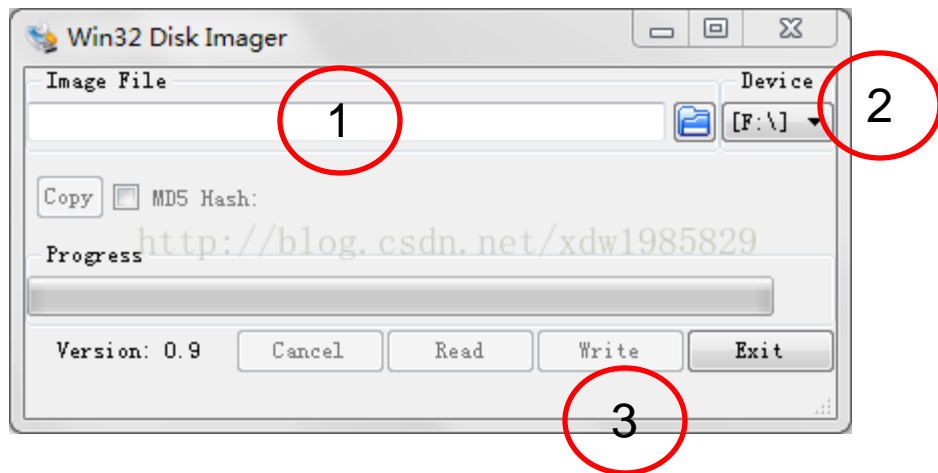 Win32 Disk Imager
Image File
Device
1
[F:\]
2
Copy
MD5 Hash:
http://blog.csdn.net/xdw1985829
Progress
Version: 0.9
Cancel
Read
Write
Exit
3